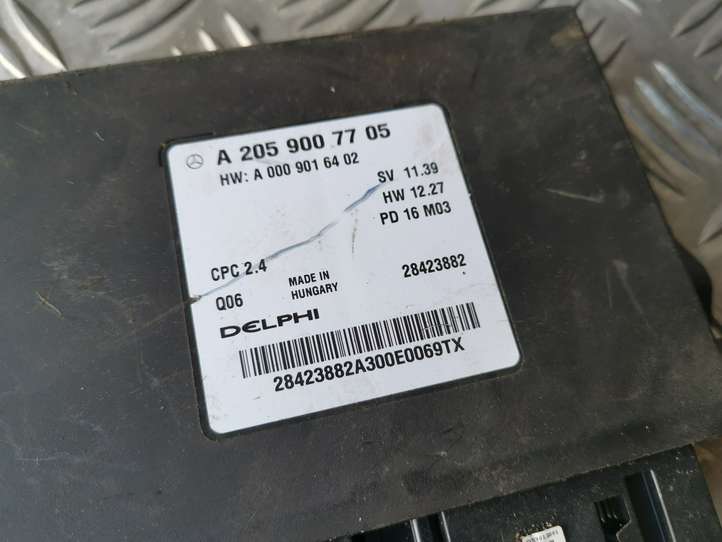 A 205 900 77 05
HW: A 000 901 64 02
SV 11.39
HW 12.27
PD 16 M03
CPC 2.4
Q06
MADE IN
HUNGARY
28423882
DELPHI
28423882A300E0069TX